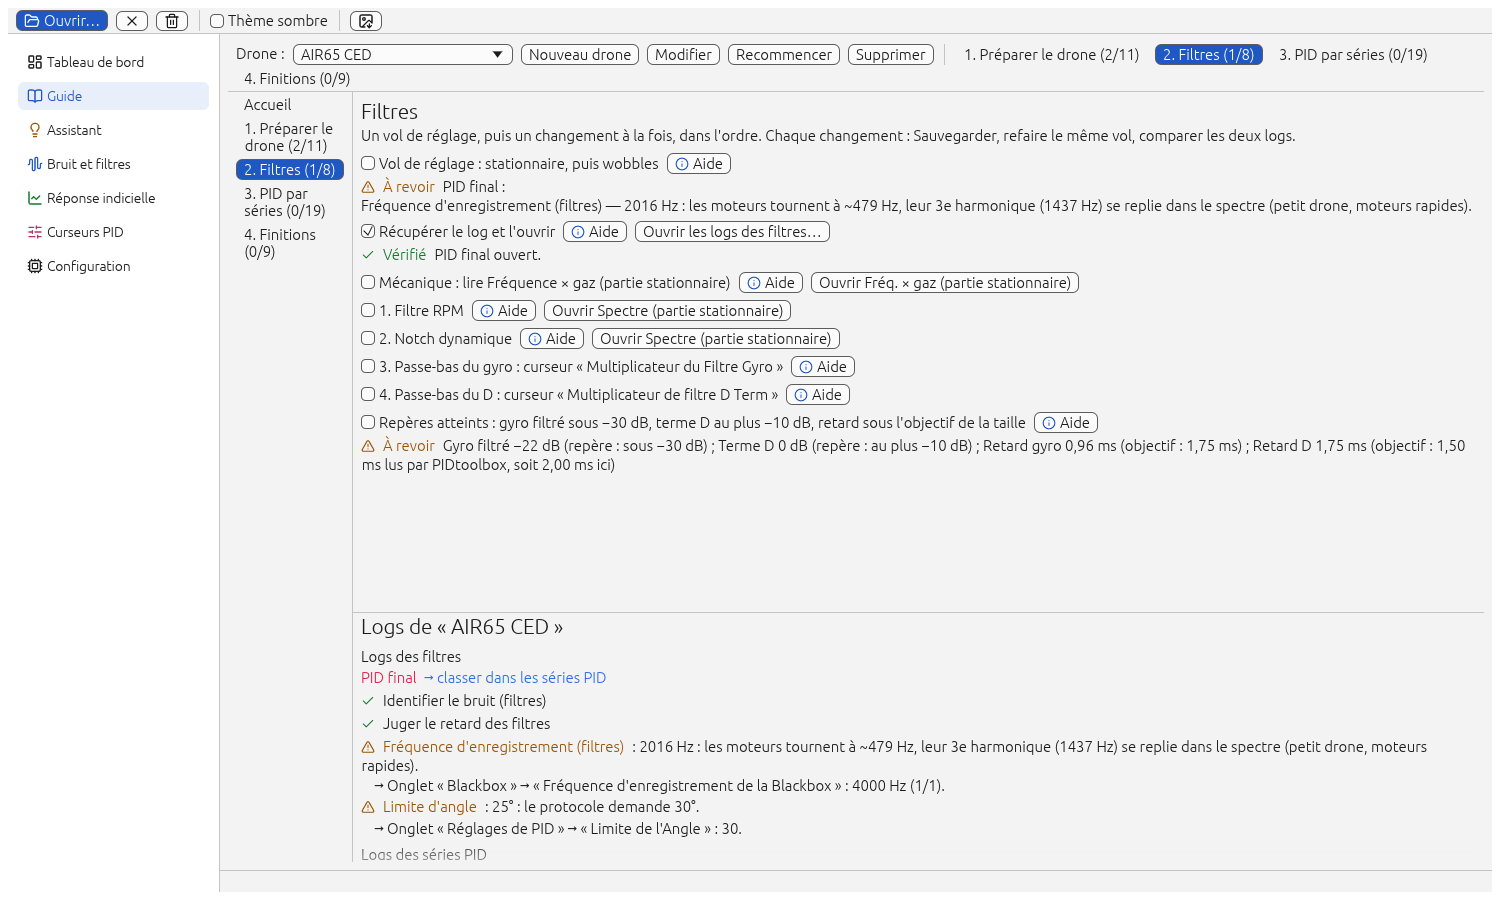 Ouvrir…
Thème sombre
Tableau de bord
Guide
Assistant
Bruit et filtres
Réponse indicielle
Curseurs PID
Configuration
Drone : AIR65 CED Nouveau drone Modifier Recommencer Supprimer 1. Préparer le drone (2/11) 2. Filtres (1/8) 3. PID par séries (0/19)
4. Finitions (0/9)
Accueil
1. Préparer le
drone (2/11)
2. Filtres (1/8)
3. PID par
séries (0/19)
4. Finitions
(0/9)
Filtres
Un vol de réglage, puis un changement à la fois, dans l'ordre. Chaque changement : Sauvegarder, refaire le même vol, comparer les deux logs.
Vol de réglage : stationnaire, puis wobbles Aide
À revoir PID final :
Fréquence d'enregistrement (filtres) — 2016 Hz : les moteurs tournent à ~479 Hz, leur 3e harmonique (1437 Hz) se replie dans le spectre (petit drone, moteurs rapides).
Récupérer le log et l'ouvrir Aide Ouvrir les logs des filtres…
Vérifié PID final ouvert.
Mécanique : lire Fréquence × gaz (partie stationnaire) Aide Ouvrir Fréq. × gaz (partie stationnaire)
1. Filtre RPM Aide Ouvrir Spectre (partie stationnaire)
2. Notch dynamique Aide Ouvrir Spectre (partie stationnaire)
3. Passe-bas du gyro : curseur « Multiplicateur du Filtre Gyro » Aide
4. Passe-bas du D : curseur « Multiplicateur de filtre D Term » Aide
Repères atteints : gyro filtré sous −30 dB, terme D au plus −10 dB, retard sous l'objectif de la taille Aide
À revoir Gyro filtré −22 dB (repère : sous −30 dB) ; Terme D 0 dB (repère : au plus −10 dB) ; Retard gyro 0,96 ms (objectif : 1,75 ms) ; Retard D 1,75 ms (objectif : 1,50
ms lus par PIDtoolbox, soit 2,00 ms ici)
Logs de « AIR65 CED »
Logs des filtres
PID final → classer dans les séries PID
Identifier le bruit (filtres)
Juger le retard des filtres
Fréquence d'enregistrement (filtres) : 2016 Hz : les moteurs tournent à ~479 Hz, leur 3e harmonique (1437 Hz) se replie dans le spectre (petit drone, moteurs
rapides).
→ Onglet « Blackbox » → « Fréquence d'enregistrement de la Blackbox » : 4000 Hz (1/1).
Limite d'angle : 25° : le protocole demande 30°.
→ Onglet « Réglages de PID » → « Limite de l'Angle » : 30.
Logs des séries PID